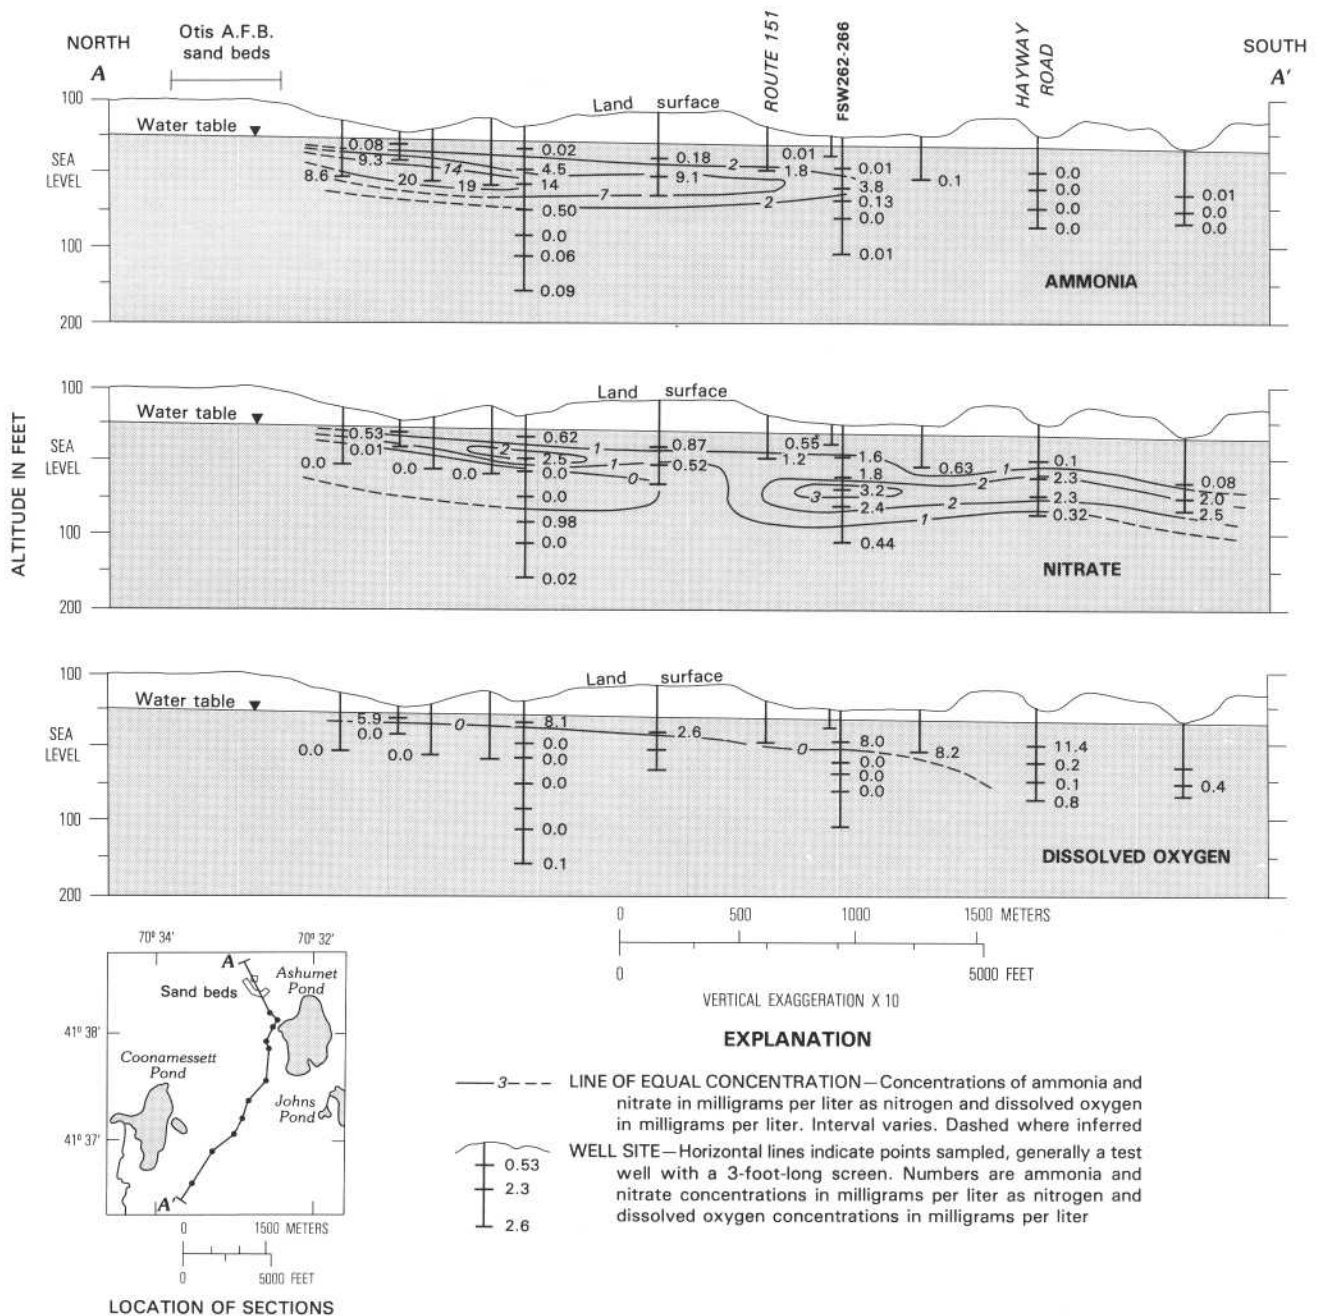 NORTH
A
Otis A.F.B.
sand beds
ROUTE 151
FSW262-266
HAYWAY
ROAD
SOUTH
A'
ALTITUDE IN FEET
100
SEA
LEVEL
100
200
Land surface
Water table
0.08
9.3
8.6
20
14
19
0.02
4.5
14
0.50
0.0
0.06
0.09
7
0.18
9.1
2
2
1.8
0.01
0.01
3.8
0.13
0.0
0.01
0.1
0.0
0.0
0.0
0.0
0.01
0.0
0.0
AMMONIA
100
SEA
LEVEL
100
200
Land surface
Water table
0.53
0.01
0.0
0.0
0.0
2
0.62
2.5
0.0
0.0
0.98
0.0
0.02
1
1
0
0.87
0.52
1.2
0.55
1.6
1.8
3
3.2
2.4
0.44
0.63
1
2
2
1
0.1
2.3
2.3
0.32
0.08
2.0
2.5
NITRATE
100
SEA
LEVEL
100
200
Land surface
Water table
5.9
0.0
0.0
0.0
0
8.1
0.0
0.0
0.0
0.0
0.1
2.6
0
8.0
0.0
0.0
0.0
8.2
11.4
0.2
0.1
0.8
0.4
DISSOLVED OXYGEN
0 500 1000 1500 METERS
0 5000 FEET
VERTICAL EXAGGERATION X 10
70° 34' 70° 32'
A
Sand beds
Ashumet
Pond
41° 38'
Coonamessett
Pond
Johns
Pond
41° 37'
A'
0 1500 METERS
0 5000 FEET
LOCATION OF SECTIONS
EXPLANATION
3 LINE OF EQUAL CONCENTRATION—Concentrations of ammonia and
nitrate in milligrams per liter as nitrogen and dissolved oxygen
in milligrams per liter. Interval varies. Dashed where inferred
WELL SITE—Horizontal lines indicate points sampled, generally a test
well with a 3-foot-long screen. Numbers are ammonia and
nitrate concentrations in milligrams per liter as nitrogen and
dissolved oxygen concentrations in milligrams per liter
0.53
2.3
2.6